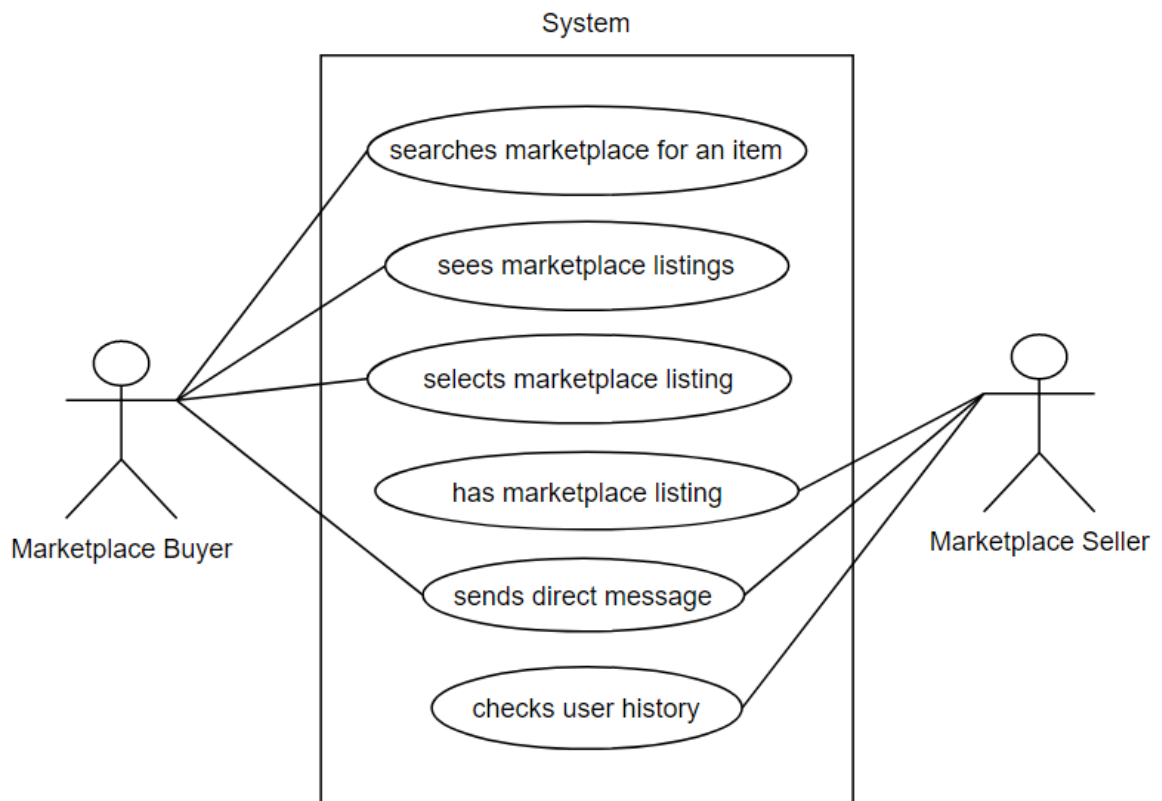 System
searches marketplace for an item
sees marketplace listings
selects marketplace listing
has marketplace listing
sends direct message
checks user history
Marketplace Buyer
Marketplace Seller